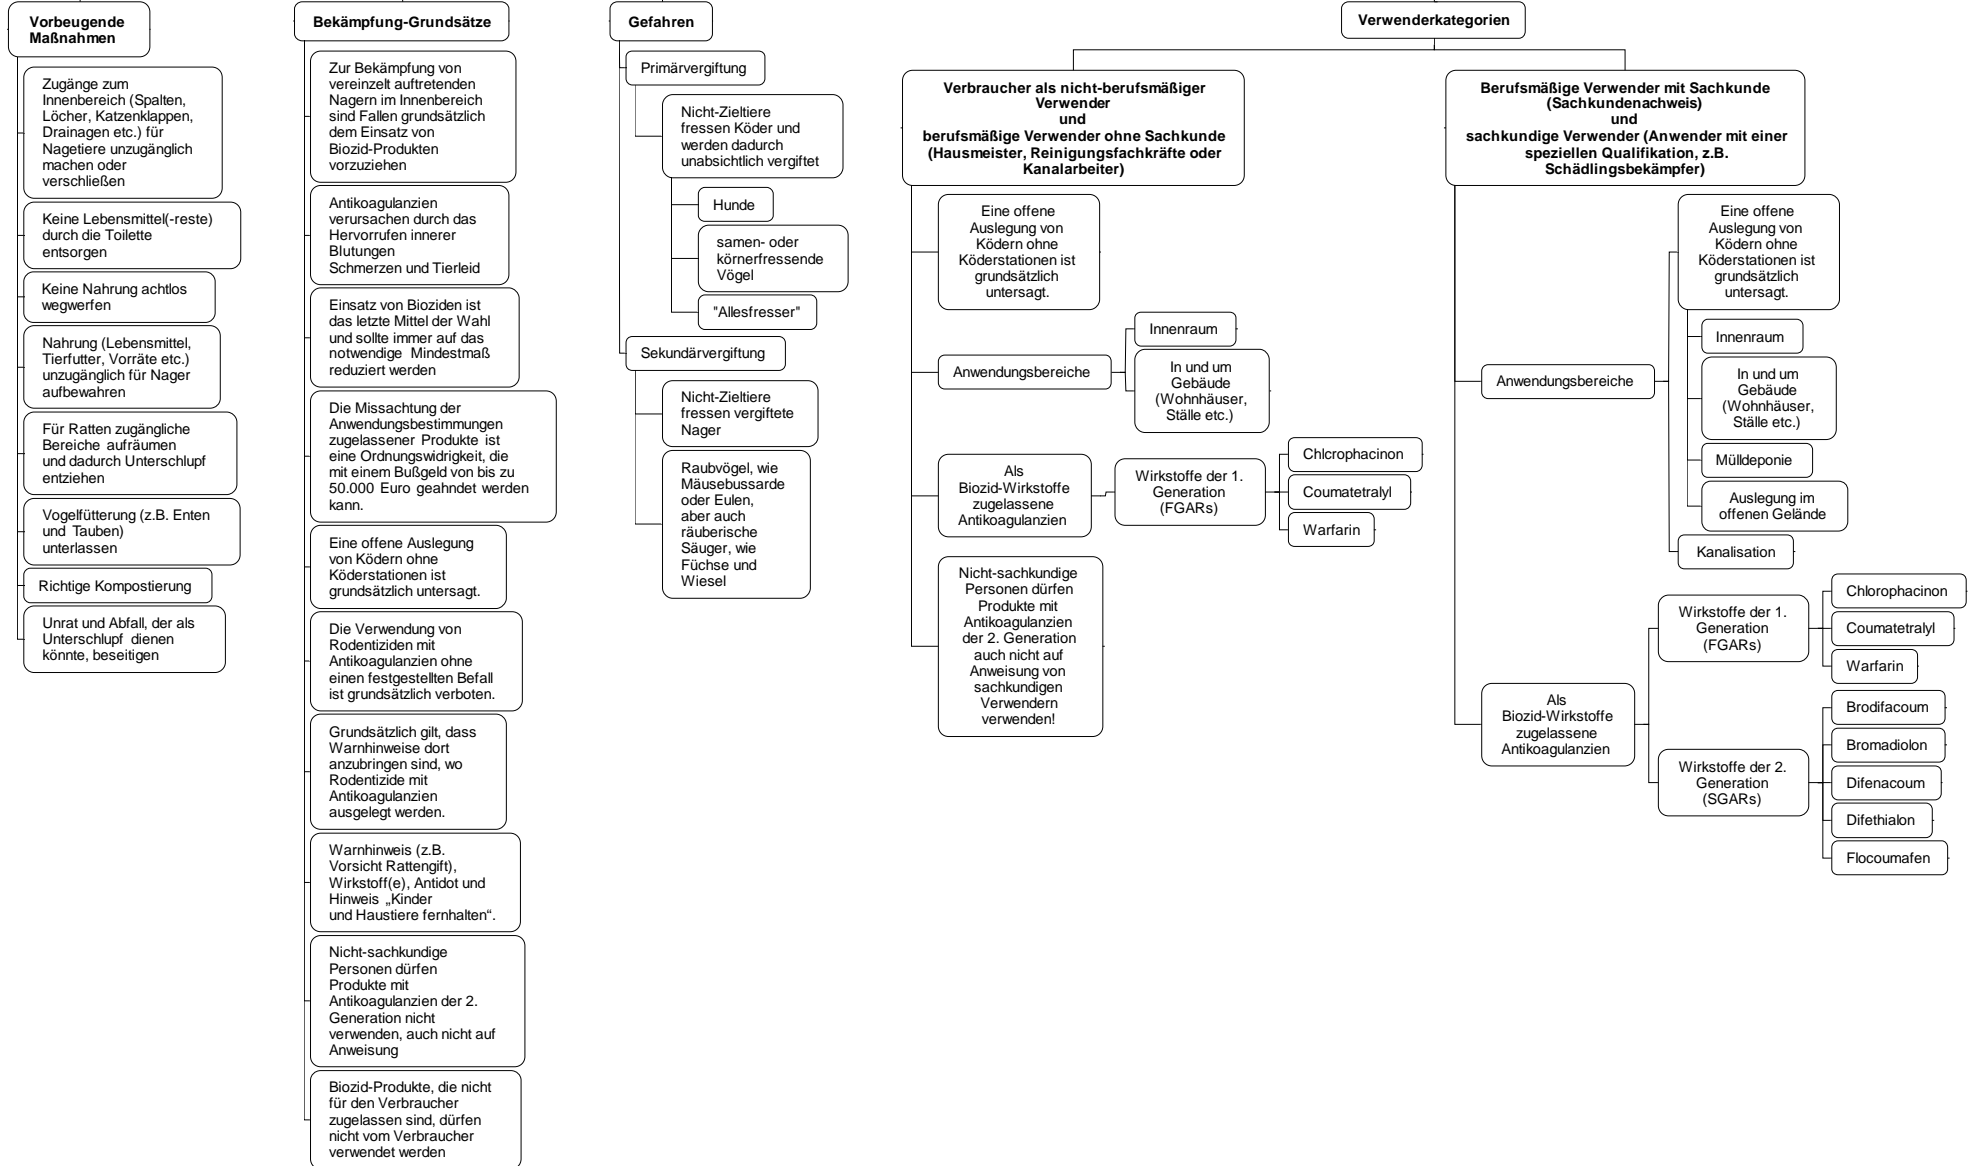 Vorbeugende
Maßnahmen
Zugänge zum
Innenbereich (Spalten,
Löcher, Katzenklappen,
Drainagen etc.) für
Nagetiere unzugänglich
machen oder
verschließen
Keine Lebensmittel(-reste)
durch die Toilette
entsorgen
Keine Nahrung achtlos
wegwerfen
Nahrung (Lebensmittel,
Tierfutter, Vorräte etc.)
unzugänglich für Nager
aufbewahren
Für Ratten zugängliche
Bereiche aufräumen
und dadurch Unterschlupf
entziehen
Vogelfütterung (z.B. Enten
und Tauben)
unterlassen
Richtige Kompostierung
Unrat und Abfall, der als
Unterschlupf dienen
könnte, beseitigen
Bekämpfung-Grundsätze
Zur Bekämpfung von
vereinzelt auftretenden
Nagern im Innenbereich
sind Fallen grundsätzlich
dem Einsatz von
Biozid-Produkten
vorzuziehen
Antikoagulanzien
verursachen durch das
Hervorrufen innerer
Blutungen
Schmerzen und Tierleid
Einsatz von Bioziden ist
das letzte Mittel der Wahl
und sollte immer auf das
notwendige Mindestmaß
reduziert werden
Die Missachtung der
Anwendungsbestimmungen
zugelassener Produkte ist
eine Ordnungswidrigkeit, die
mit einem Bußgeld von bis zu
50.000 Euro geahndet werden
kann.
Eine offene Auslegung
von Ködern ohne
Köderstationen ist
grundsätzlich untersagt.
Die Verwendung von
Rodentiziden mit
Antikoagulanzien ohne
einen festgestellten Befall
ist grundsätzlich verboten.
Grundsätzlich gilt, dass
Warnhinweise dort
anzubringen sind, wo
Rodentizide mit
Antikoagulanzien
ausgelegt werden.
Warnhinweis (z.B.
Vorsicht Rattengift),
Wirkstoff(e), Antidot und
Hinweis „Kinder
und Haustiere fernhalten“.
Nicht-sachkundige
Personen dürfen
Produkte mit
Antikoagulanzien der 2.
Generation nicht
verwenden, auch nicht auf
Anweisung
Biozid-Produkte, die nicht
für den Verbraucher
zugelassen sind, dürfen
nicht vom Verbraucher
verwendet werden
Gefahren
Primärvergiftung
Nicht-Zieltiere
fressen Köder und
werden dadurch
unabsichtlich vergiftet
Hunde
samen- oder
körnerfressende
Vögel
"Allesfresser"
Sekundärvergiftung
Nicht-Zieltiere
fressen vergiftete
Nager
Raubvögel, wie
Mäusebussarde
oder Eulen,
aber auch
räuberische
Säuger, wie
Füchse und
Wiesel
Verwenderkategorien
Verbraucher als nicht-berufsmäßiger
Verwender
und
berufsmäßige Verwender ohne Sachkunde
(Hausmeister, Reinigungsfachkräfte oder
Kanalarbeiter)
Eine offene
Auslegung von
Ködern ohne
Köderstationen ist
grundsätzlich
untersagt.
Anwendungsbereiche
Innenraum
In und um
Gebäude
(Wohnhäuser,
Ställe etc.)
Als
Biozid-Wirkstoffe
zugelassene
Antikoagulanzien
Wirkstoffe der 1.
Generation
(FGARs)
Chlcrophacinon
Coumatetralyl
Warfarin
Nicht-sachkundige
Personen dürfen
Produkte mit
Antikoagulanzien
der 2. Generation
auch nicht auf
Anweisung von
sachkundigen
Verwendern
verwenden!
Berufsmäßige Verwender mit Sachkunde
(Sachkundenachweis)
und
sachkundige Verwender (Anwender mit einer
speziellen Qualifikation, z.B.
Schädlingsbekämpfer)
Eine offene
Auslegung von
Ködern ohne
Köderstationen ist
grundsätzlich
untersagt.
Anwendungsbereiche
Innenraum
In und um
Gebäude
(Wohnhäuser,
Ställe etc.)
Mülldeponie
Auslegung im
offenen Gelände
Kanalisation
Als
Biozid-Wirkstoffe
zugelassene
Antikoagulanzien
Wirkstoffe der 1.
Generation
(FGARs)
Chlorophacinon
Coumatetralyl
Warfarin
Wirkstoffe der 2.
Generation
(SGARs)
Brodifacoum
Bromadiolon
Difenacoum
Difethialon
Flocoumafen